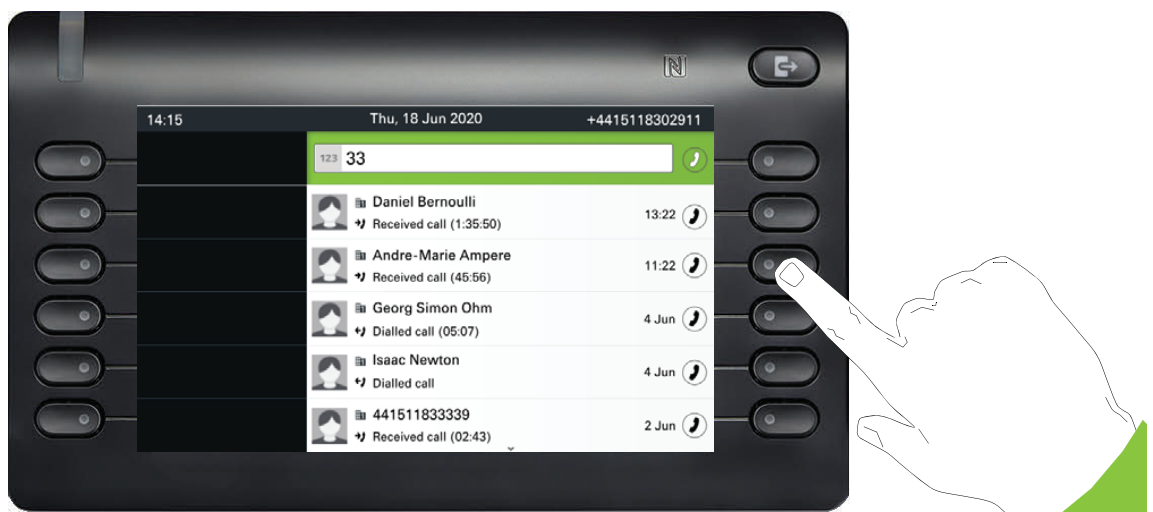 14:15 Thu, 18 Jun 2020 +4415118302911
123 33
Daniel Bernoulli
Received call (1:35:50) 13:22
Andre-Marie Ampere
Received call (45:56) 11:22
Georg Simon Ohm
Dialled call (05:07) 4 Jun
Isaac Newton
Dialled call 4 Jun
441511833339
Received call (02:43) 2 Jun